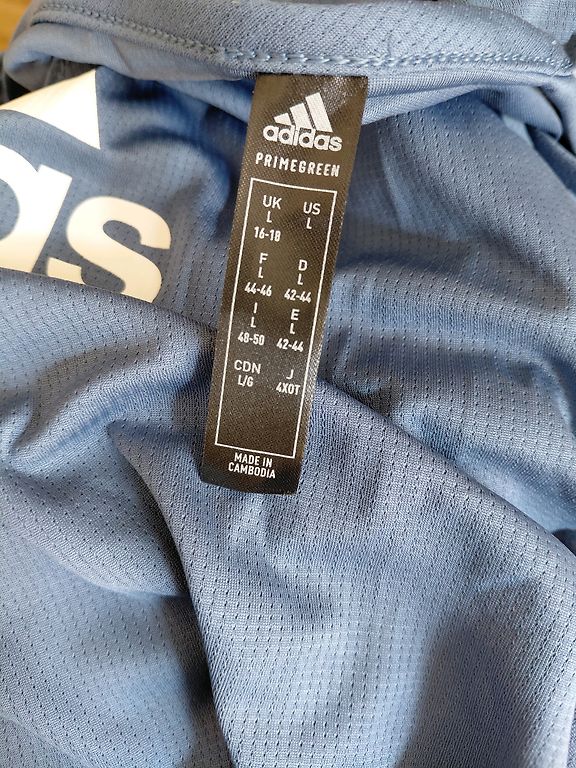 adidas
PRIMEGREEN
UK US
L L
16-18
F D
L L
44-46 42-44
I E
L L
48-50 42-44
CDN J
L/G 4XOT
MADE IN
CAMBODIA
as